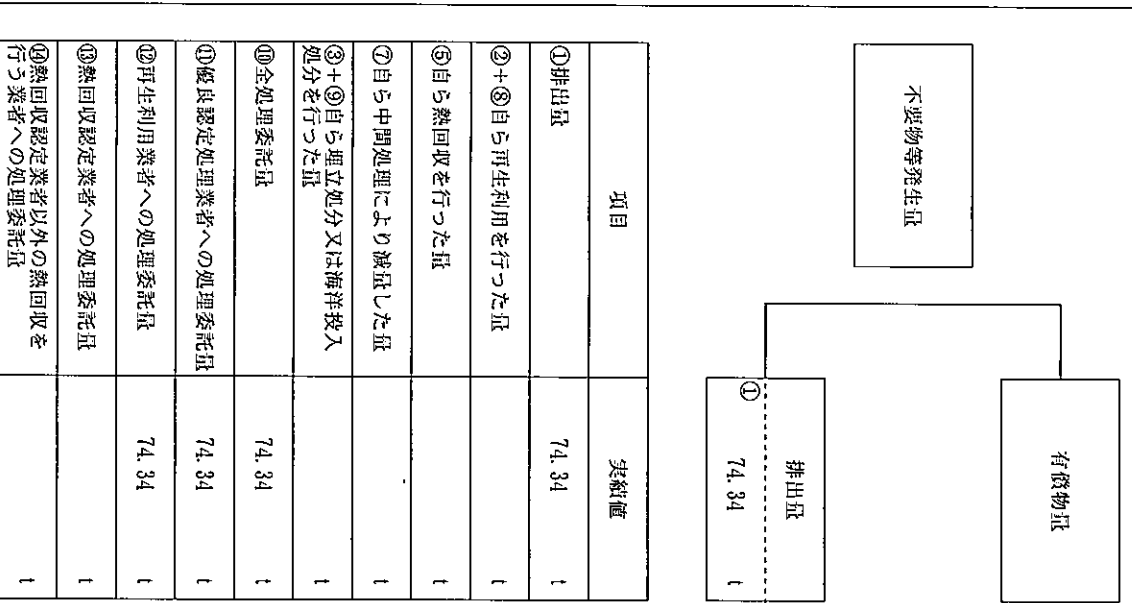 不要物等発生量
有償物量
排出量
① 74.34 t
項目 実績値
①排出量 74.34 t
②+⑧自ら再生利用を行った量 t
⑤自ら熱回収を行った量 t
⑦自ら中間処理により減量した量 t
③+⑨自ら埋立処分又は海洋投入
処分を行った量 t
⑩全処理委託量 74.34 t
⑪優良認定処理業者への処理委託量 74.34 t
⑫再生利用業者への処理委託量 74.34 t
⑬熱回収認定業者への処理委託量 t
⑭熱回収認定業者以外の熱回収を
行う業者への処理委託量 t